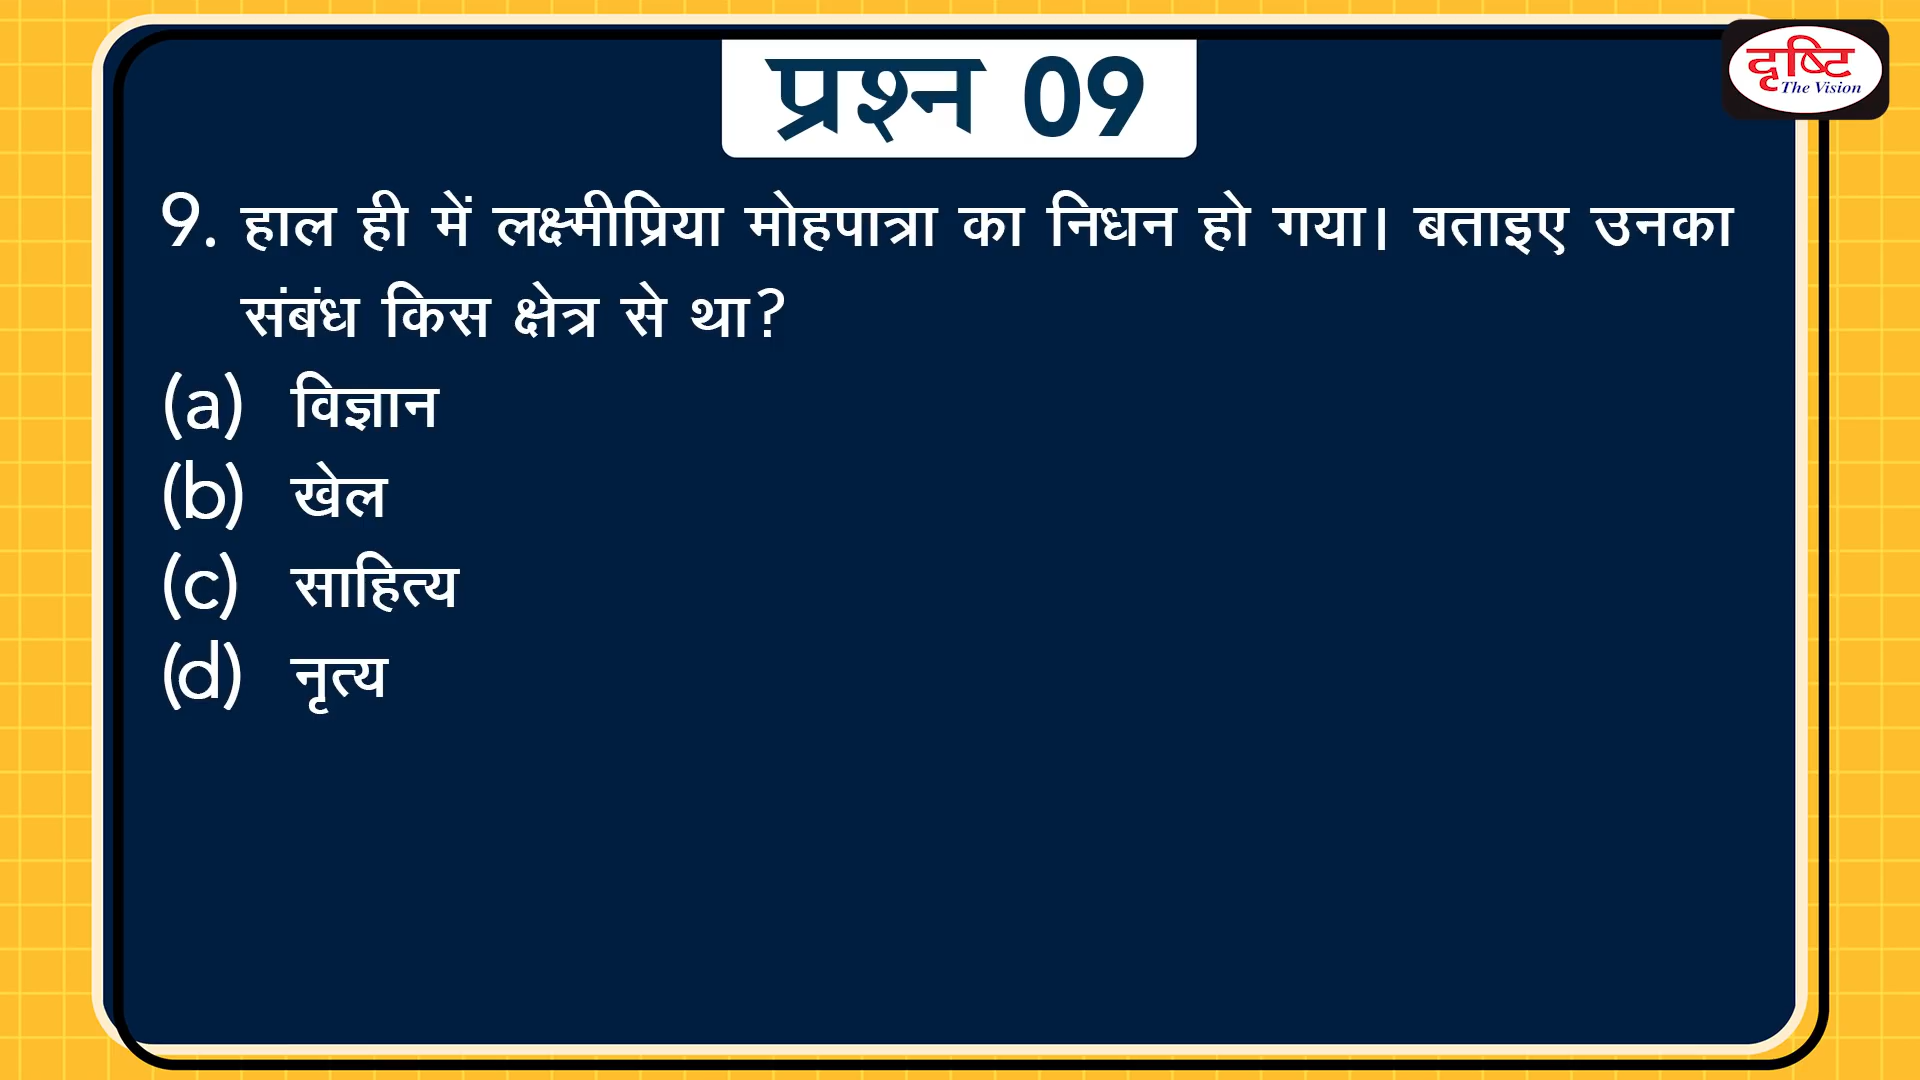 प्रश्न 09
दृष्टि
The Vision
9. हाल ही में लक्ष्मीप्रिया मोहपात्रा का निधन हो गया। बताइए उनका
संबंध किस क्षेत्र से था?
(a) विज्ञान
(b) खेल
(c) साहित्य
(d) नृत्य